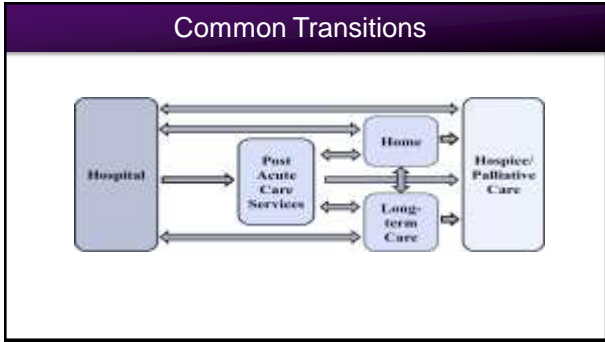 Common Transitions
Hospital
Post
Acute
Care
Services
Home
Long-
term
Care
Hospice/
Palliative
Care